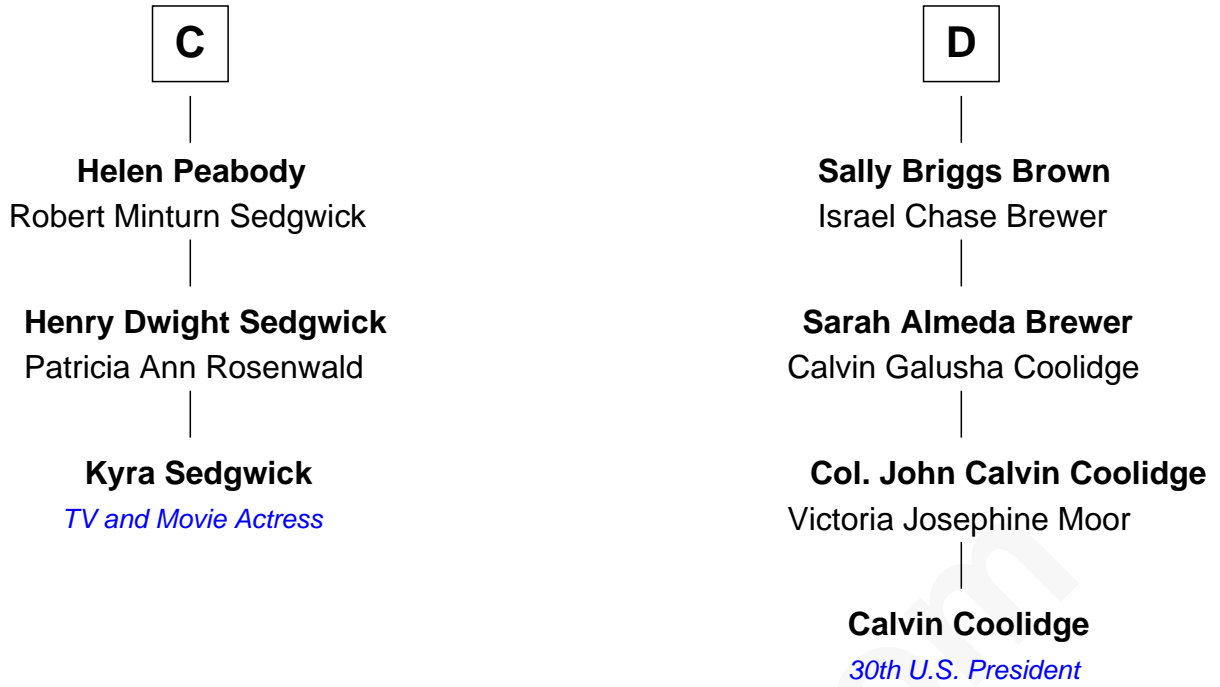 C
Helen Peabody
Robert Minturn Sedgwick
Henry Dwight Sedgwick
Patricia Ann Rosenwald
Kyra Sedgwick
TV and Movie Actress
D
Sally Briggs Brown
Israel Chase Brewer
Sarah Almeda Brewer
Calvin Galusha Coolidge
Col. John Calvin Coolidge
Victoria Josephine Moor
Calvin Coolidge
30th U.S. President